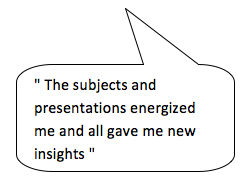 " The subjects and
presentations energized
me and all gave me new
insights "